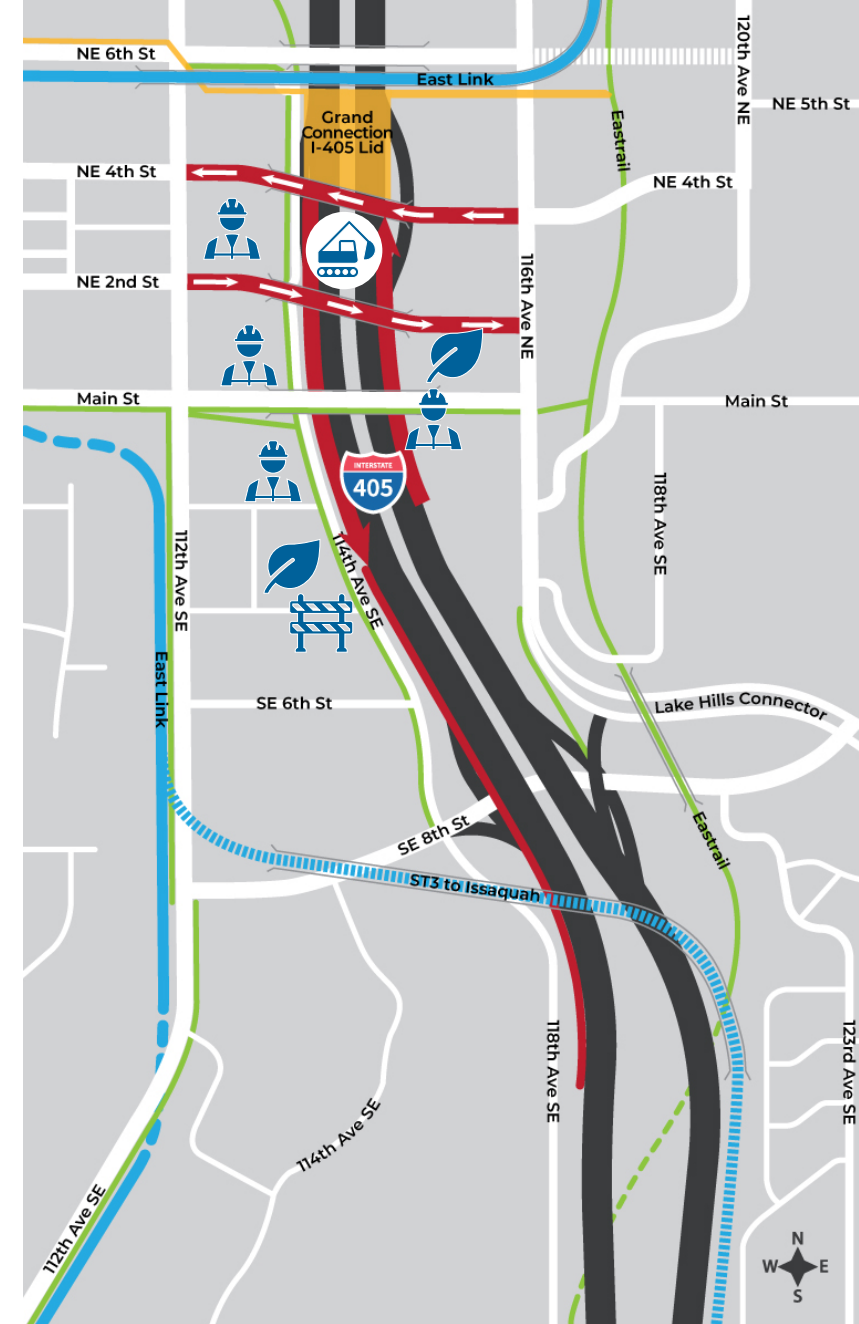 NE 6th St
120th Ave NE
East Link
NE 5th St
Grand
Connection
I-405 Lid
Eastrail
NE 4th St
NE 4th St
116th Ave NE
NE 2nd St
Main St
Main St
INTERSTATE
405
118th Ave SE
112th Ave SE
114th Ave SE
East Link
SE 6th St
Lake Hills Connector
SE 8th St
Eastrail
ST3 to Issaquah
118th Ave SE
123rd Ave SE
114th Ave SE
112th Ave SE
N
W
E
S